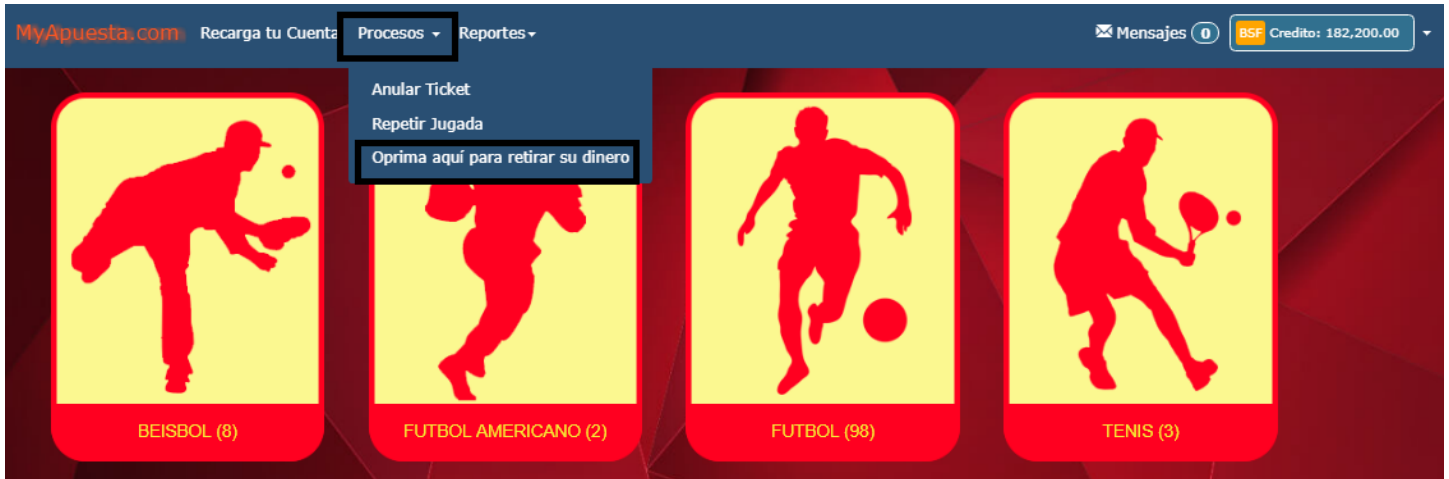 MyApuesta.com Recarga tu Cuenta Procesos Reportes Mensajes 0 BSF Credito: 182,200.00
Anular Ticket
Repetir Jugada
Oprima aquí para retirar su dinero
BEISBOL (8) FUTBOL AMERICANO (2) FUTBOL (98) TENIS (3)